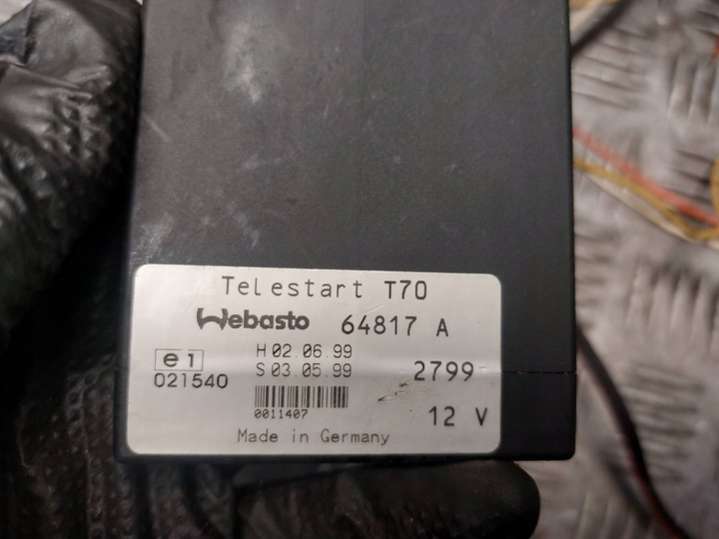 Telestart T70
Webasto 64817 A
H 02.06.99
S 03.05.99
2799
e1
021540
0011407
12 V
Made in Germany